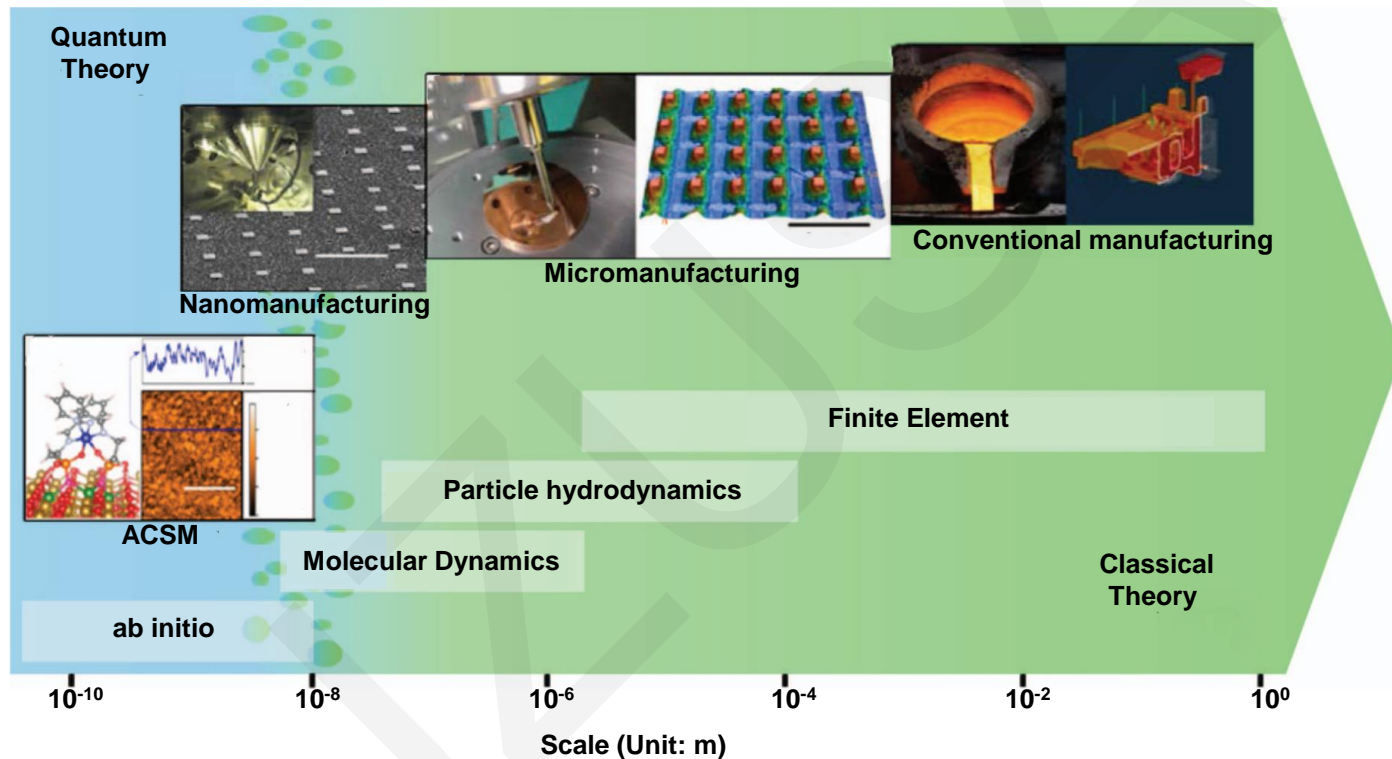 Quantum
Theory
Nanomanufacturing
Micromanufacturing
Conventional manufacturing
ACSM
Finite Element
Particle hydrodynamics
Molecular Dynamics
ab initio
Classical
Theory
10⁻¹⁰ 10⁻⁸ 10⁻⁶ 10⁻⁴ 10⁻² 10⁰
Scale (Unit: m)